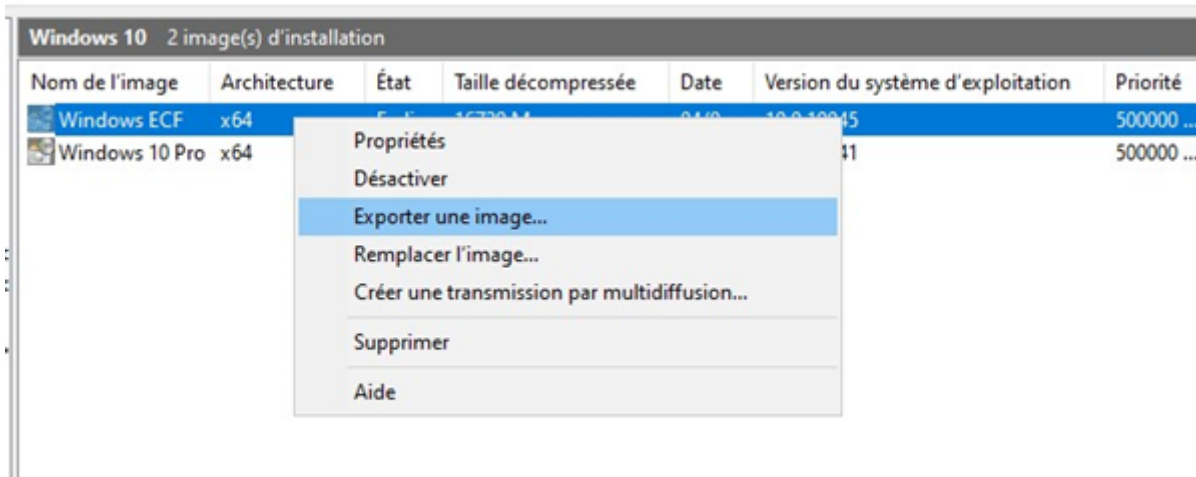 Windows 10 2 image(s) d'installation
Nom de l'image Architecture État Taille décompressée Date Version du système d'exploitation Priorité
Windows ECF x64 500000 ...
Windows 10 Pro x64 41 500000 ...
Propriétés
Désactiver
Exporter une image...
Remplacer l'image...
Créer une transmission par multidiffusion...
Supprimer
Aide